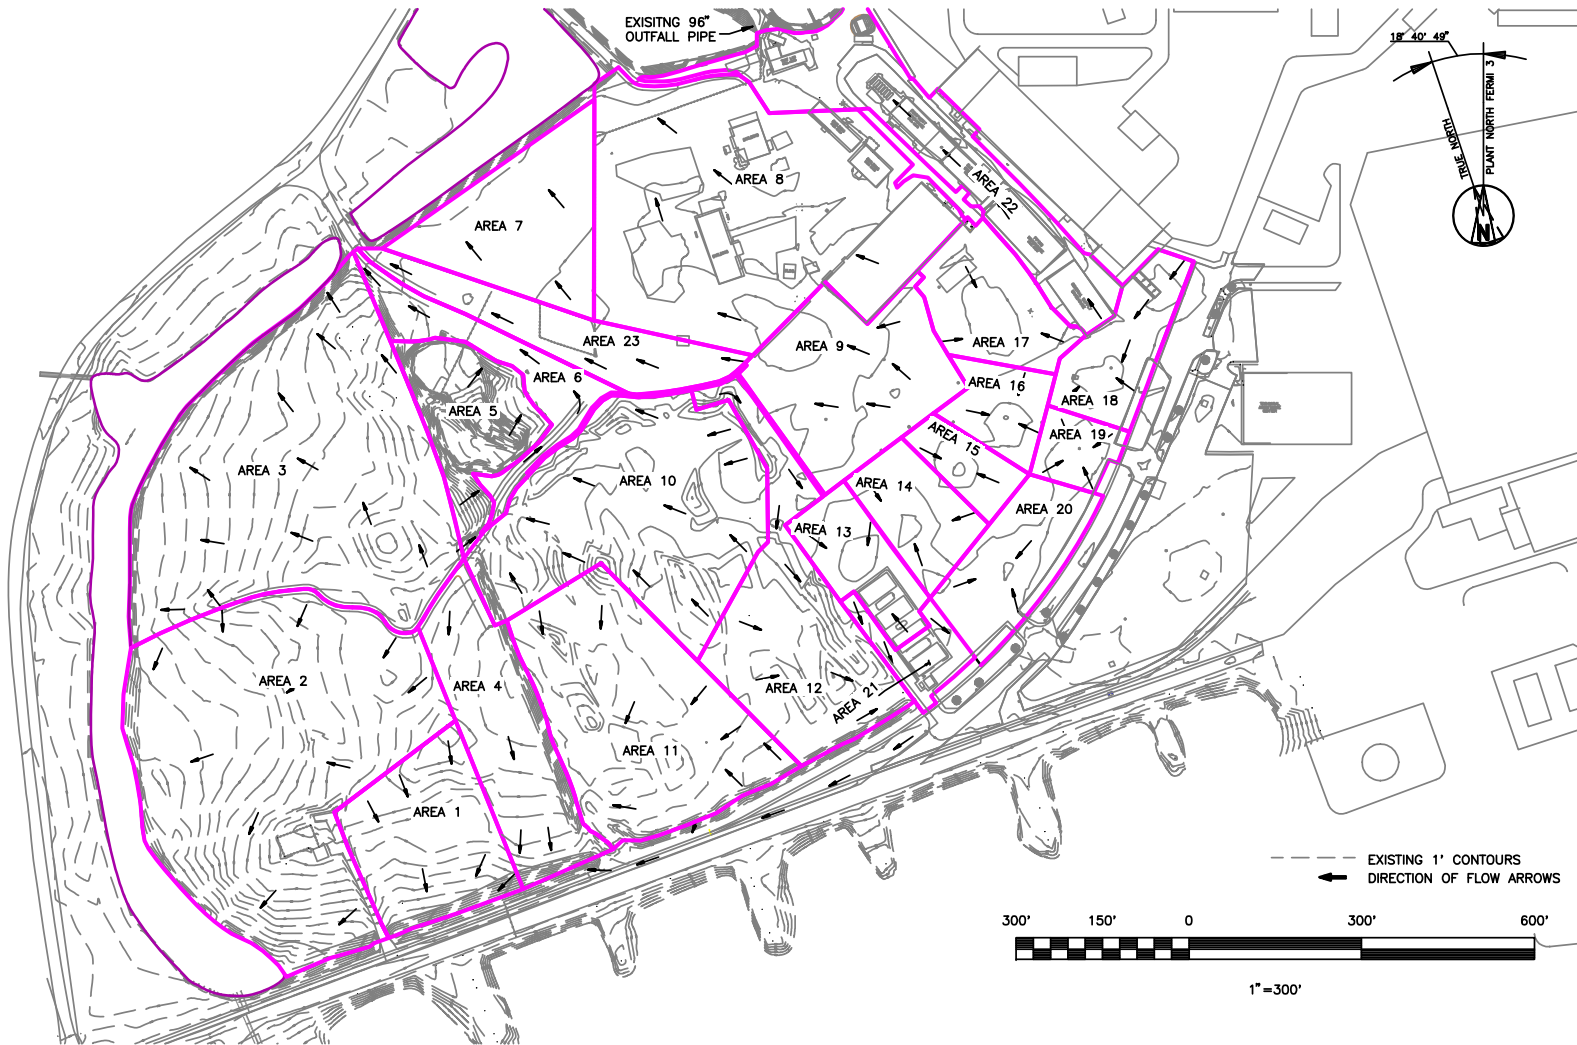 EXISITNG 96"
OUTFALL PIPE
18° 40' 49"
TRUE NORTH
PLANT NORTH FERMI 3
N
AREA 8
AREA 22
AREA 7
AREA 23
AREA 9
AREA 17
AREA 6
AREA 16
AREA 5
AREA 18
AREA 19
AREA 15
AREA 3
AREA 10
AREA 14
AREA 20
AREA 13
AREA 2
AREA 4
AREA 12
AREA 21
AREA 11
AREA 1
EXISTING 1' CONTOURS
DIRECTION OF FLOW ARROWS
300' 150' 0 300' 600'
1"=300'